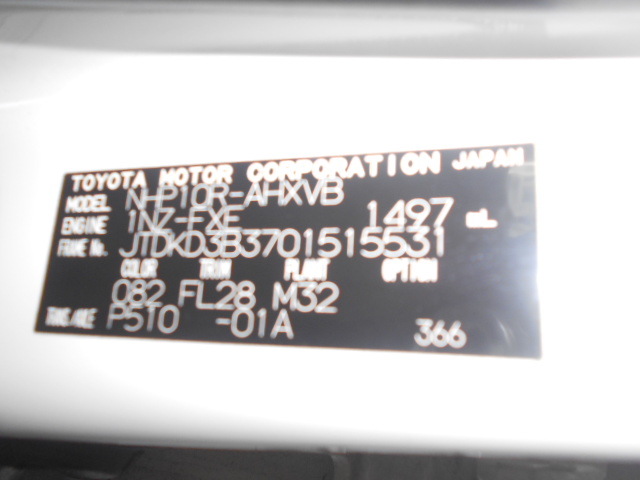 TOYOTA MOTOR CORPORATION JAPAN
MODEL NHP10R-AHXVB
ENGINE 1NZ-FXE 1497 mL
FRAME No. JTDKD3B3701515531
COLOR TRIM PLANT OPTION
082 FL28 M32
TRANS/AXLE P510 -01A 366